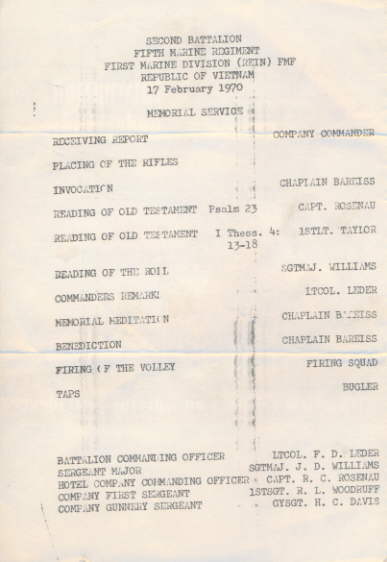 SECOND BATTALION
FIFTH MARINE REGIMENT
FIRST MARINE DIVISION (REIN) FMF
REPUBLIC OF VIETNAM
17 February 1970
MEMORIAL SERVICE
RECEIVING REPORT COMPANY COMMANDER
PLACING OF THE RIFLES
INVOCATION CHAPLAIN BAREISS
READING OF OLD TESTAMENT Psalm 23 CAPT. ROSENAU
READING OF OLD TESTAMENT I Thess. 4: 1STLT. TAYLOR
13-18
READING OF THE ROLL SGTMAJ. WILLIAMS
COMMANDERS REMARKS LTCOL. LEDER
MEMORIAL MEDITATION CHAPLAIN BAREISS
BENEDICTION CHAPLAIN BAREISS
FIRING OF THE VOLLEY FIRING SQUAD
TAPS BUGLER
BATTALION COMMANDING OFFICER LTCOL. F. D. LEDER
SERGEANT MAJOR SGTMAJ. J. D. WILLIAMS
HOTEL COMPANY COMMANDING OFFICER CAPT. R. C. ROSENAU
COMPANY FIRST SERGEANT 1STSGT. R. L. WOODRUFF
COMPANY GUNNERY SERGEANT GYSGT. H. C. DAVIS